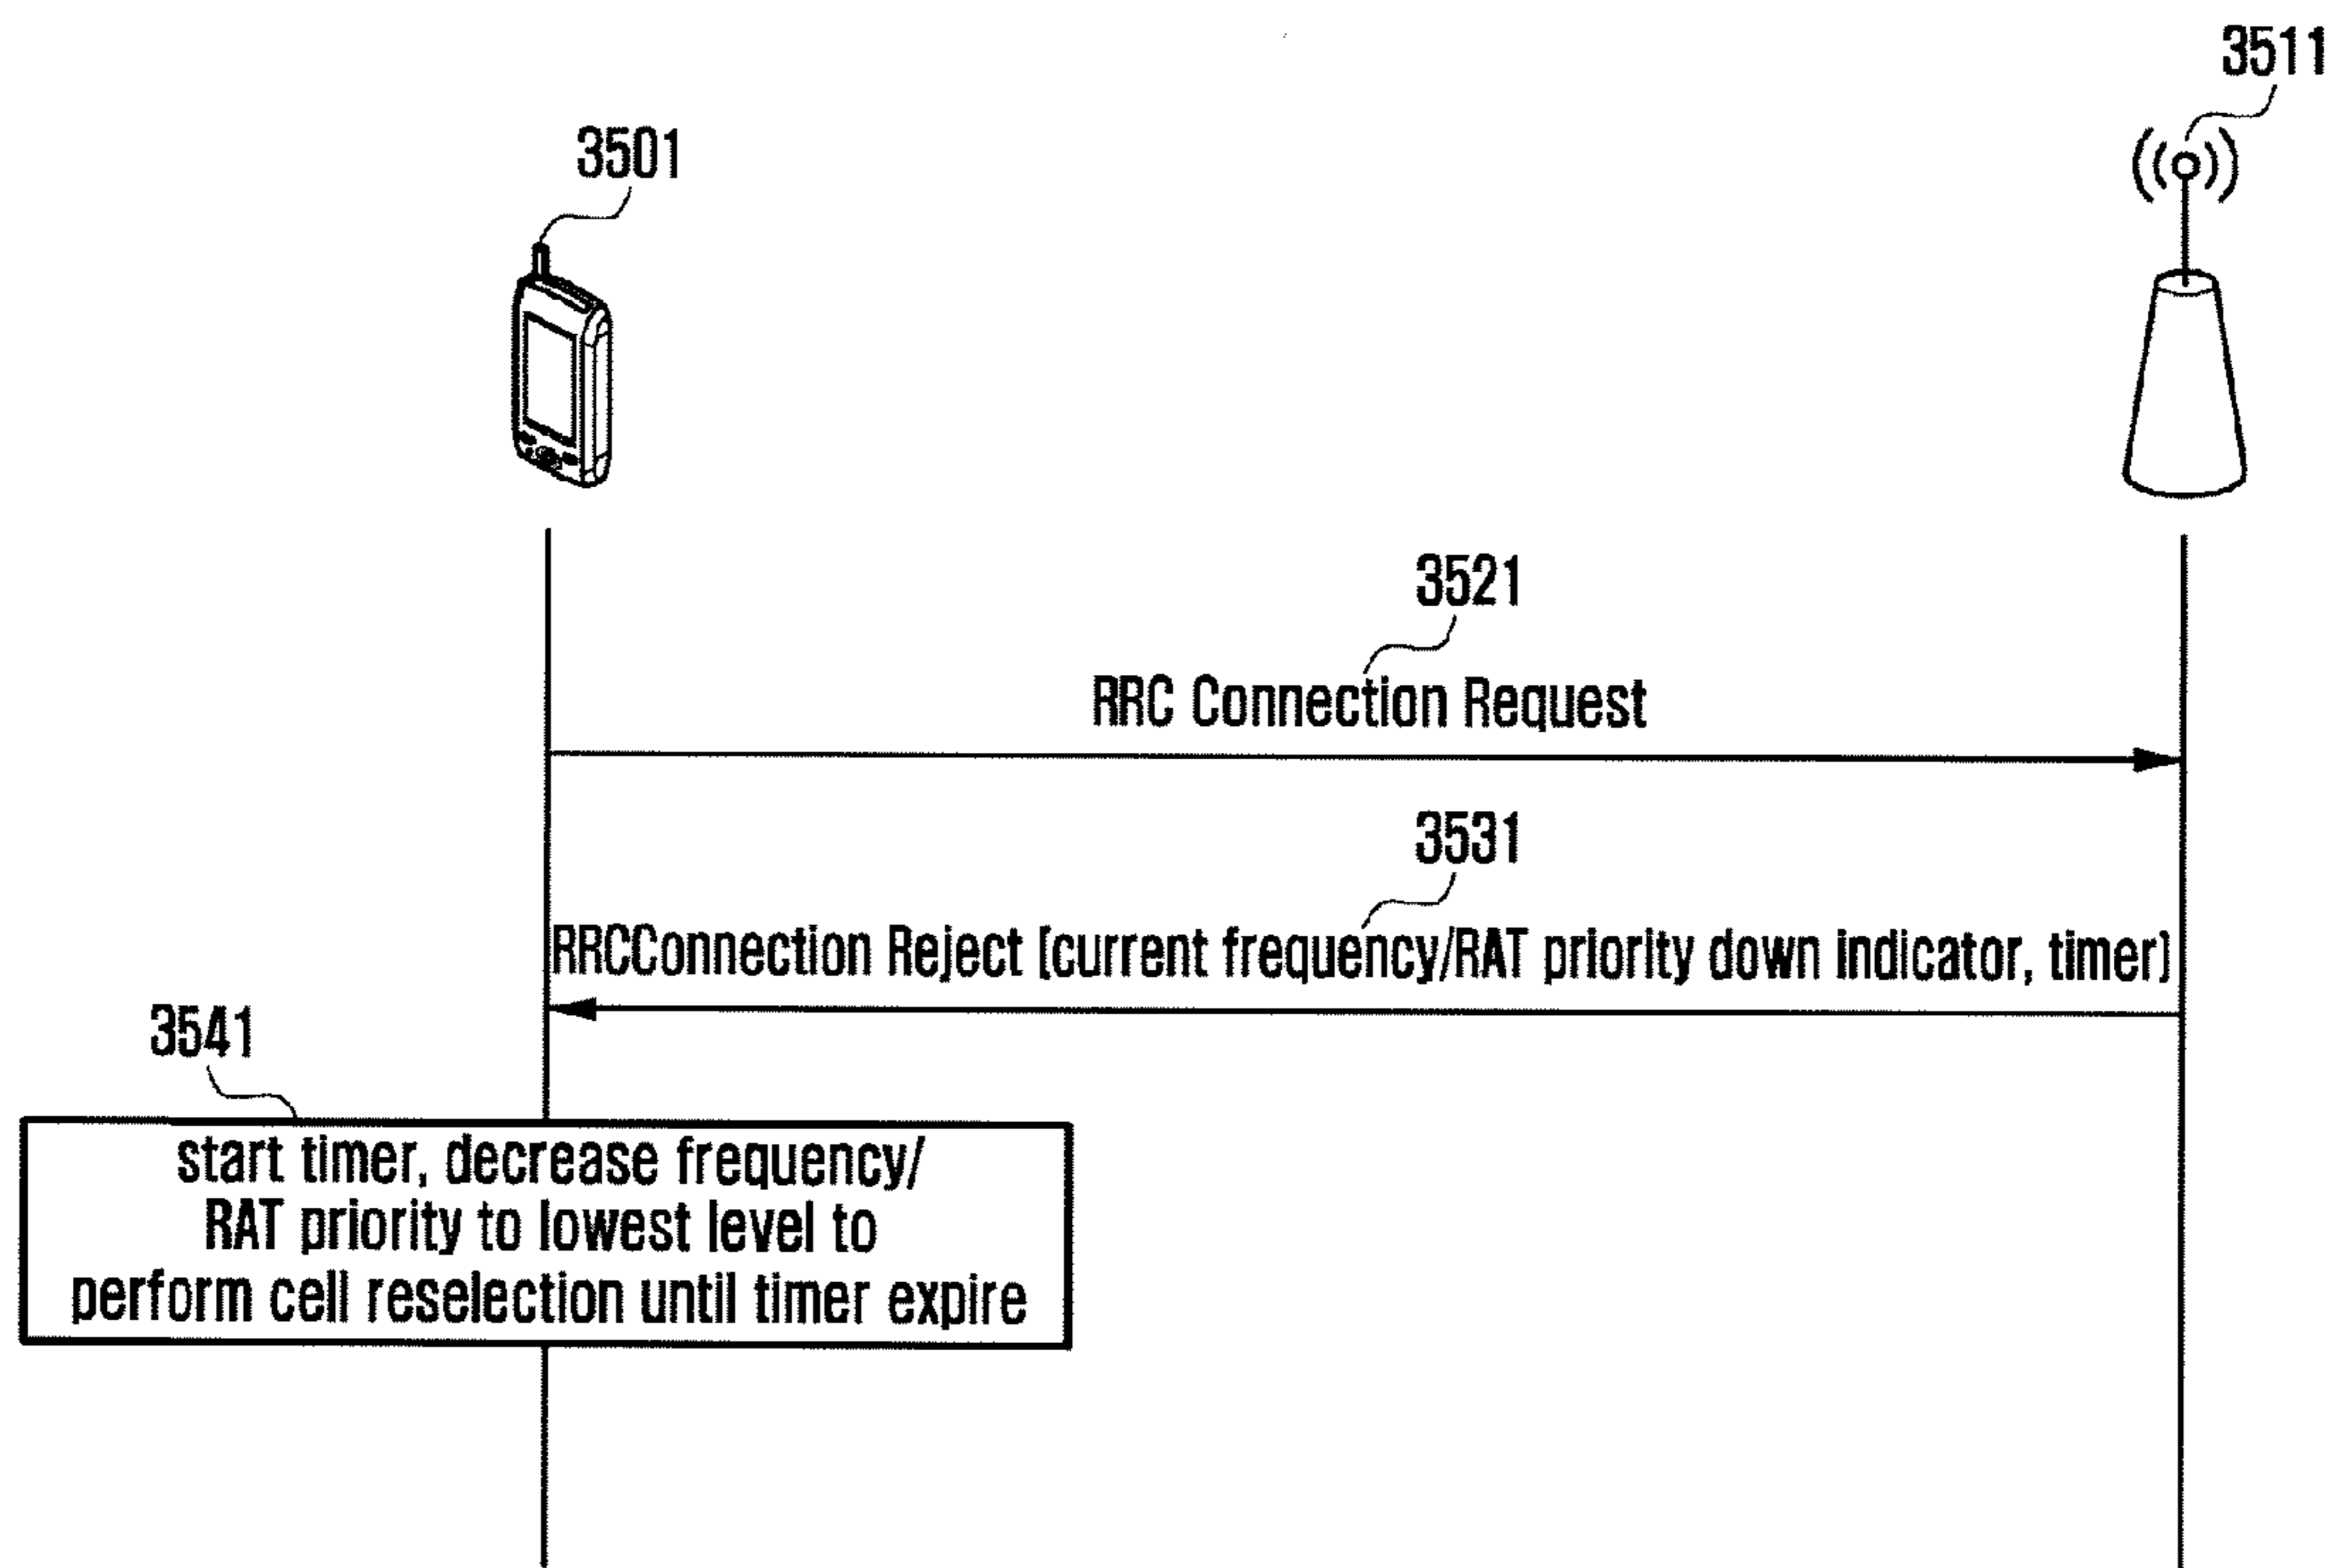 3511
3501
3521
RRC Connection Request
3531
RRCConnection Reject [current frequency/RAT priority down indicator, timer]
3541
start timer, decrease frequency/
RAT priority to lowest level to
perform cell reselection until timer expire